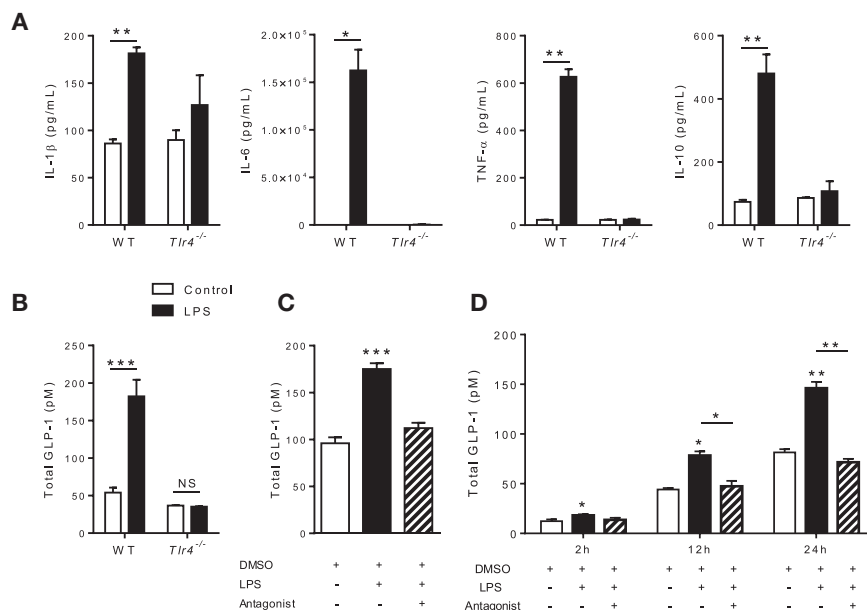 A
IL-1β (pg/mL)
200
150
100
50
0
**
WT
Tlr4-/-
IL-6 (pg/mL)
2.0×10⁵
1.5×10⁵
1.0×10⁵
5.0×10⁴
0
*
WT
Tlr4-/-
TNF-α (pg/mL)
800
600
400
200
0
**
WT
Tlr4-/-
IL-10 (pg/mL)
600
400
200
0
**
WT
Tlr4-/-
Control
LPS
B
Total GLP-1 (pM)
250
200
150
100
50
0
***
NS
WT
Tlr4-/-
C
Total GLP-1 (pM)
200
150
100
50
0
***
DMSO + + +
LPS - + +
Antagonist - - +
D
Total GLP-1 (pM)
200
150
100
50
0
*
*
*
**
**
2h 12h 24h
DMSO + + + + + + + + +
LPS - + + - + + - + +
Antagonist - - + - - + - - +